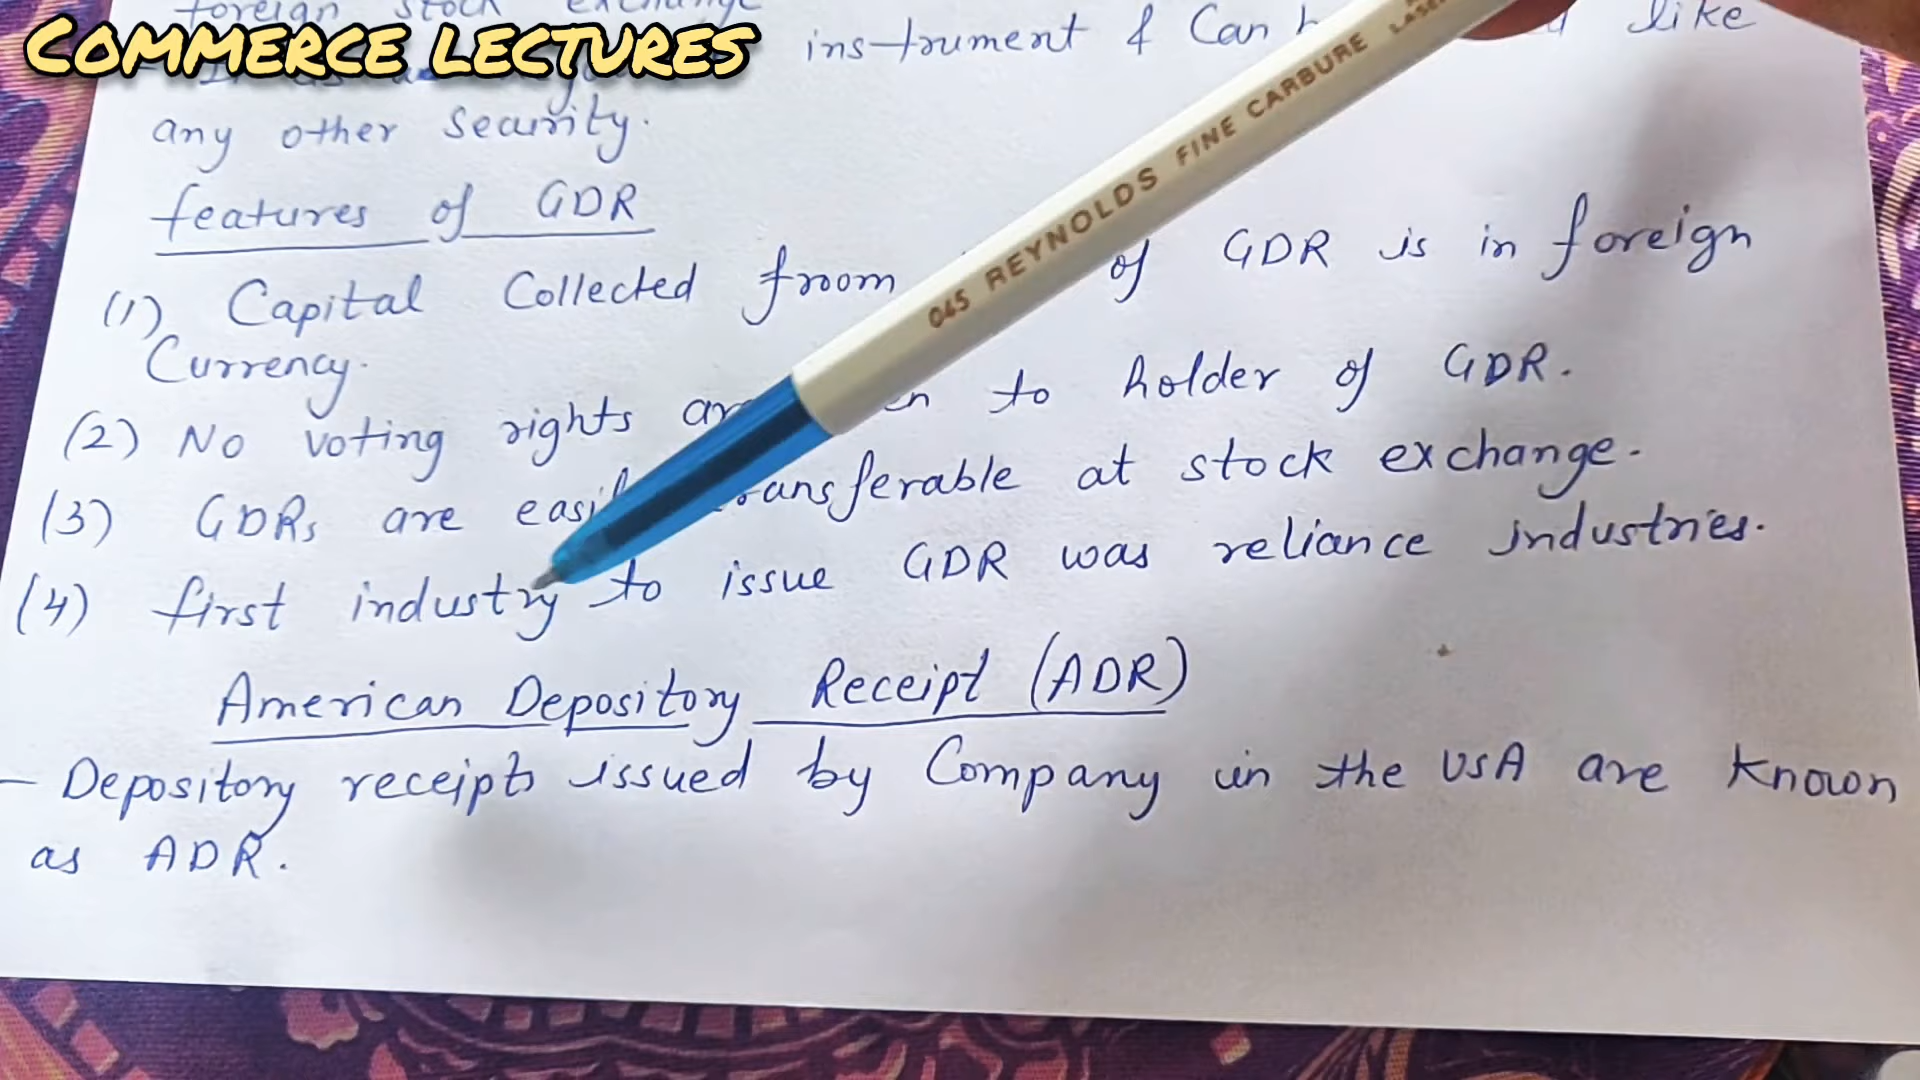 foreign stock exchange
COMMERCE LECTURES
instrument & Can like
any other security.
features of GDR
(1) Capital Collected from of GDR is in foreign
Currency.
(2) No voting rights to holder of GDR.
(3) GDRs are at stock exchange.
(4) first industry to issue GDR was reliance industries.
American Depository Receipt (ADR)
- Depository receipts issued by Company in the USA are known
as ADR.
045 REYNOLDS FINE CARBURE